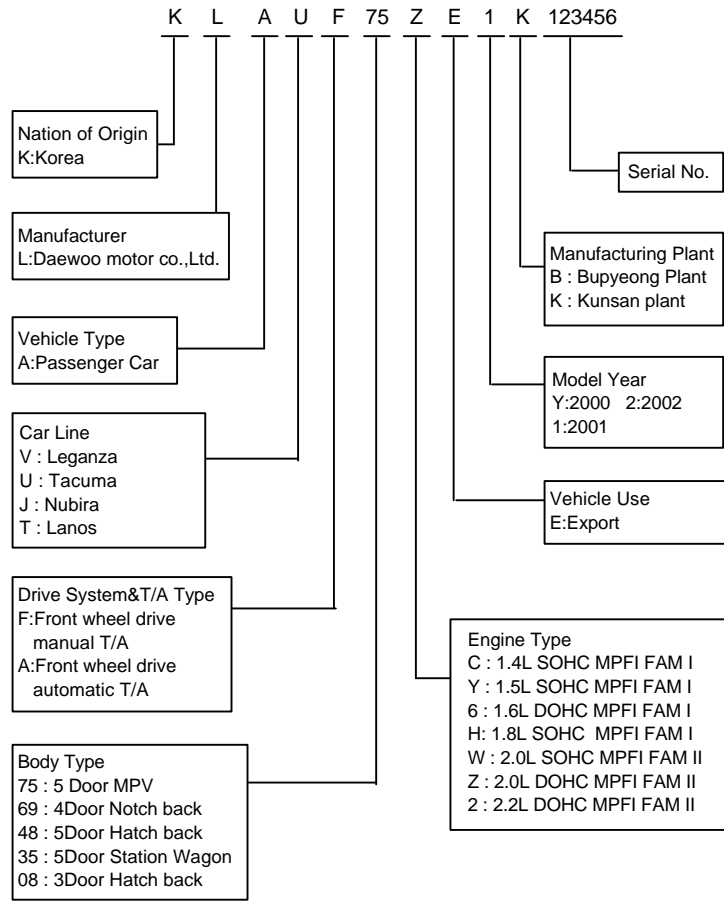 K L A U F 75 Z E 1 K 123456
Nation of Origin
K:Korea
Serial No.
Manufacturer
L:Daewoo motor co.,Ltd.
Manufacturing Plant
B : Bupyeong Plant
K : Kunsan plant
Vehicle Type
A:Passenger Car
Model Year
Y:2000 2:2002
1:2001
Car Line
V : Leganza
U : Tacuma
J : Nubira
T : Lanos
Vehicle Use
E:Export
Drive System&T/A Type
F:Front wheel drive
manual T/A
A:Front wheel drive
automatic T/A
Engine Type
C : 1.4L SOHC MPFI FAM I
Y : 1.5L SOHC MPFI FAM I
6 : 1.6L DOHC MPFI FAM I
H: 1.8L SOHC MPFI FAM I
W : 2.0L SOHC MPFI FAM II
Z : 2.0L DOHC MPFI FAM II
2 : 2.2L DOHC MPFI FAM II
Body Type
75 : 5 Door MPV
69 : 4Door Notch back
48 : 5Door Hatch back
35 : 5Door Station Wagon
08 : 3Door Hatch back